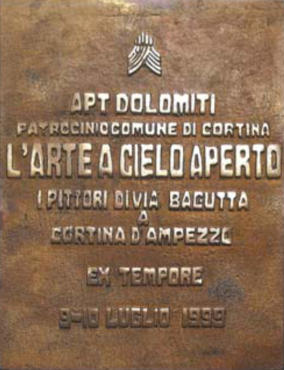 APT DOLOMITI
PATROCINIO COMUNE DI CORTINA
L'ARTE A CIELO APERTO
I PITTORI DI VIA BAGUTTA
A
CORTINA D'AMPEZZO
EX TEMPORE
9-10 LUGLIO 1999